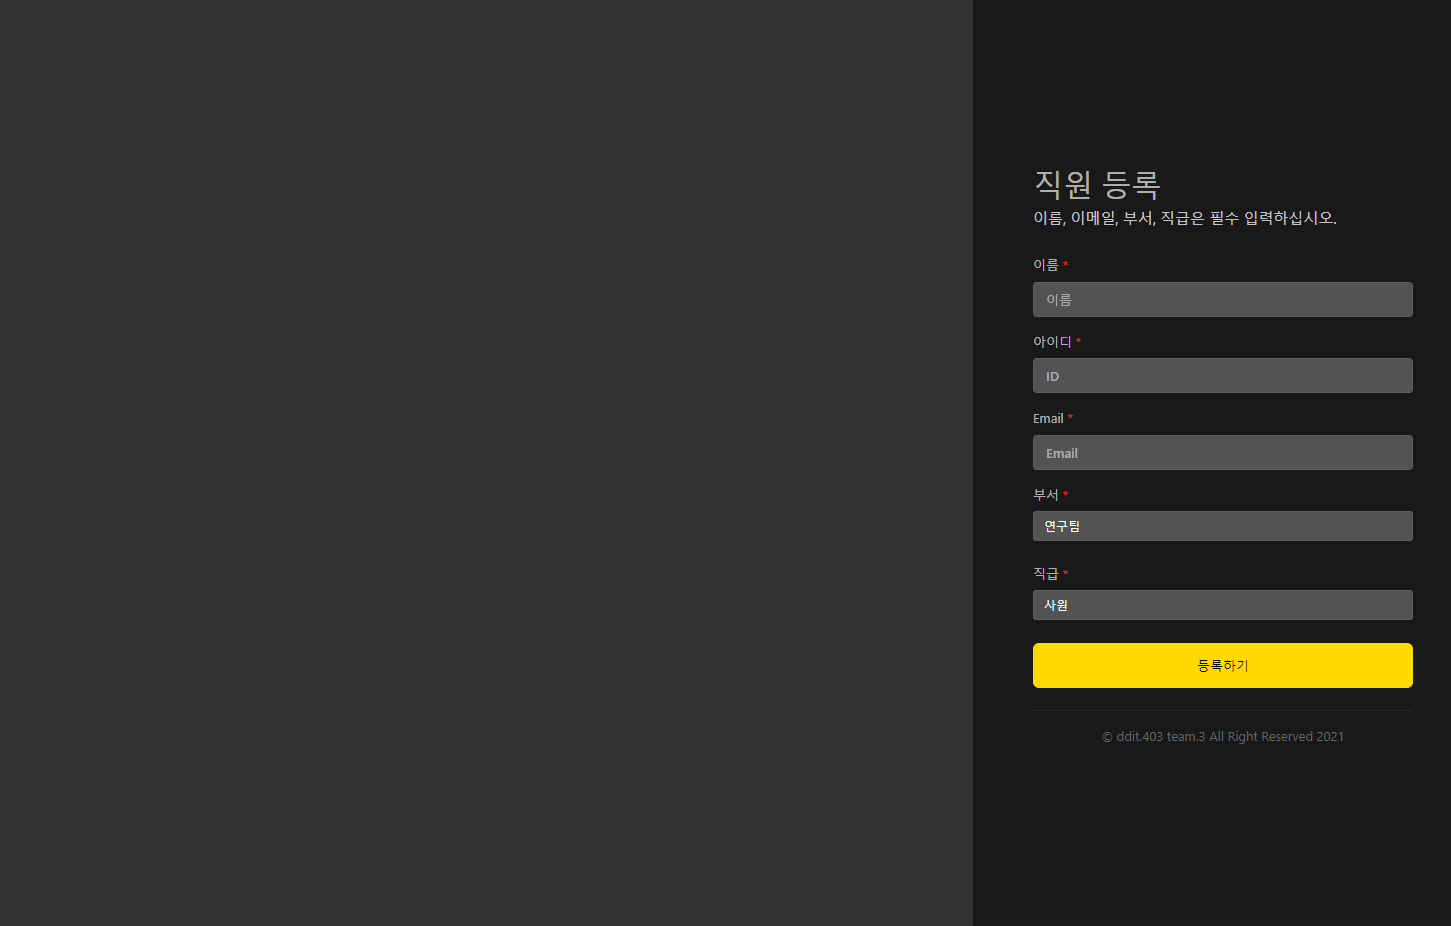 직원 등록
이름, 이메일, 부서, 직급은 필수 입력하십시오.
이름 *
이름
아이디 *
ID
Email *
Email
부서 *
연구팀
직급 *
사원
등록하기
© ddit.403 team.3 All Right Reserved 2021